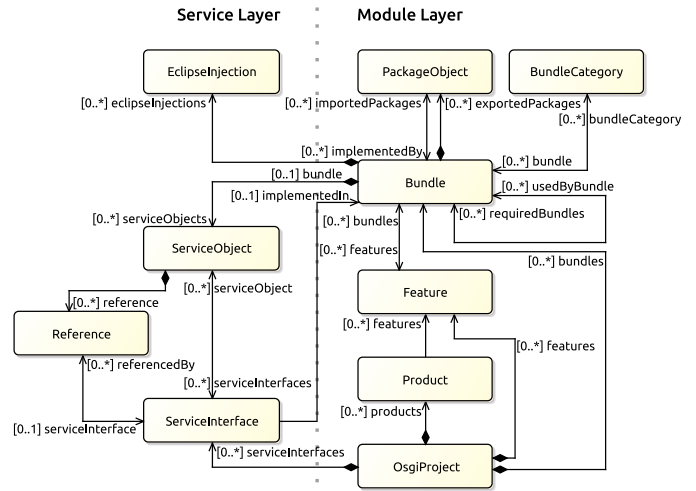 Service Layer
Module Layer
EclipseInjection
PackageObject
BundleCategory
[0..*] eclipseInjections
[0..*] importedPackages
[0..*] exportedPackages
[0..*] bundleCategory
[0..*] implementedBy
[0..*] bundle
[0..1] bundle
Bundle
[0..*] usedByBundle
[0..1] implementedIn
[0..*] requiredBundles
[0..*] serviceObjects
[0..*] bundles
ServiceObject
[0..*] features
[0..*] bundles
[0..*] serviceObject
Feature
[0..*] reference
Reference
[0..*] features
[0..*] features
[0..*] referencedBy
Product
[0..*] serviceInterfaces
[0..*] products
ServiceInterface
[0..1] serviceInterface
[0..*] serviceInterfaces
OsgiProject